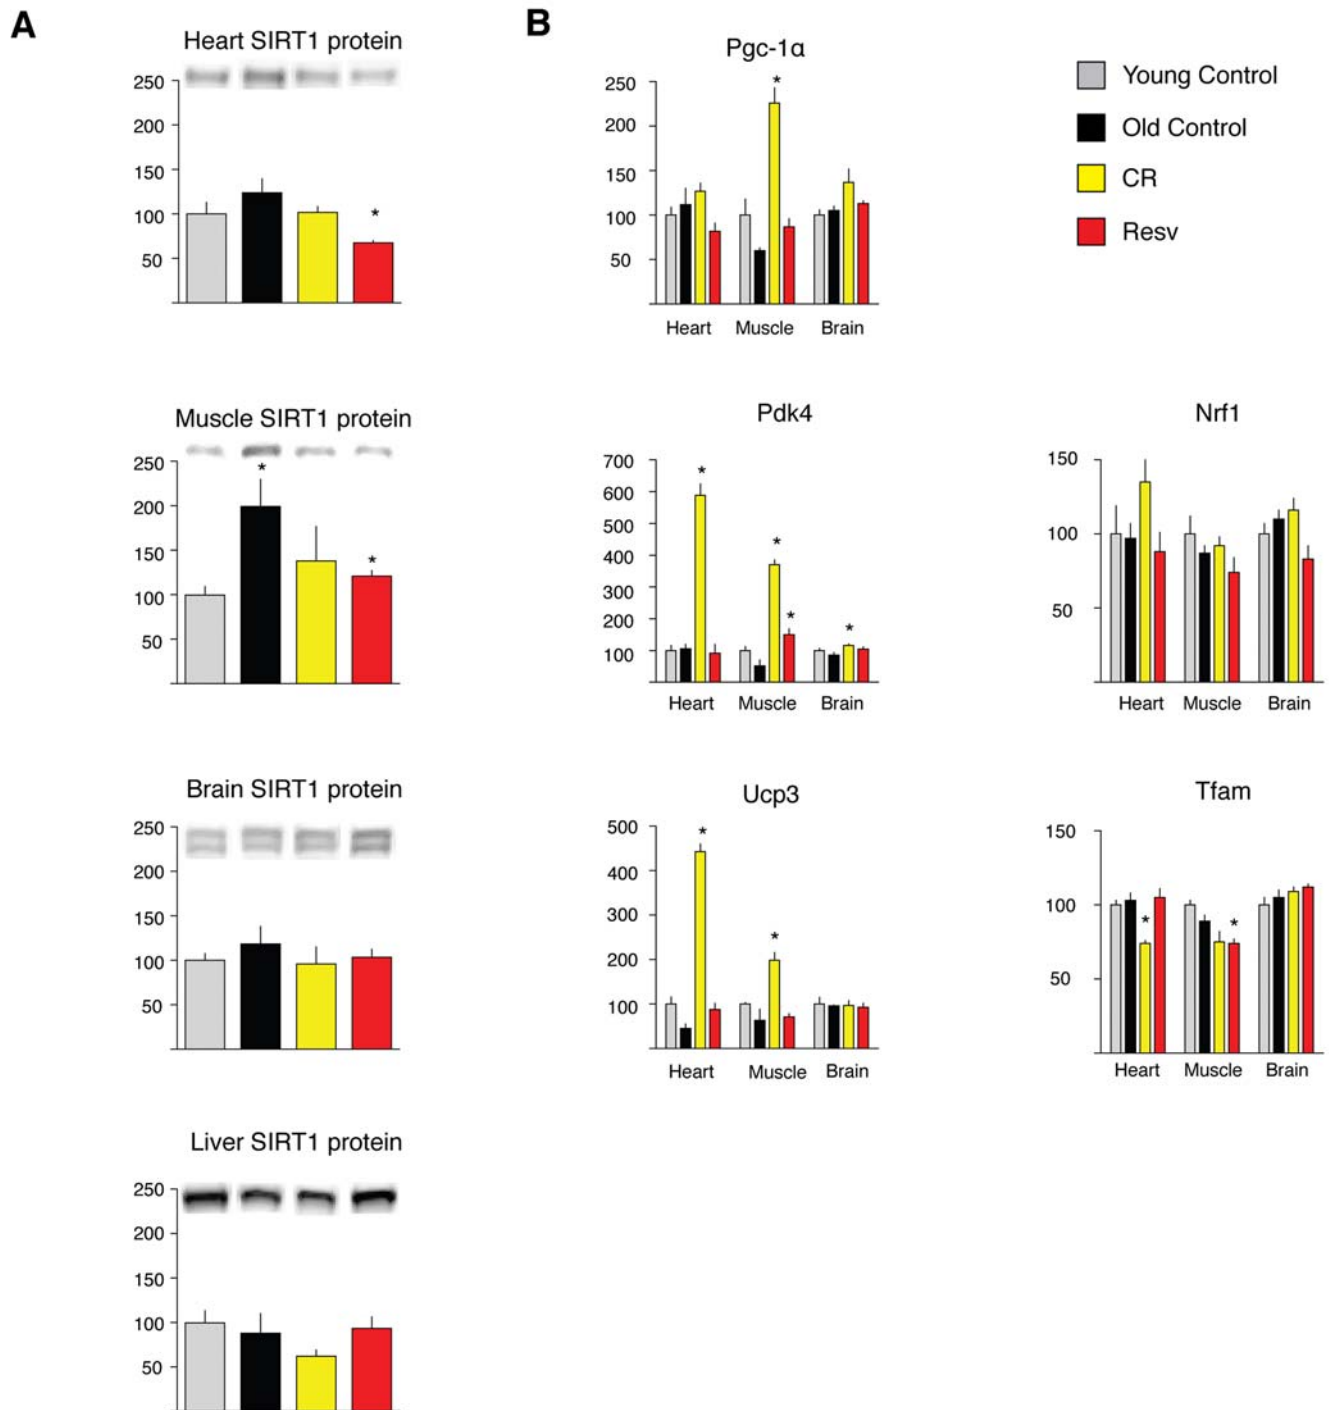 A
Heart SIRT1 protein
250
200
150
100
50
*
Muscle SIRT1 protein
250
200
150
100
50
*
*
Brain SIRT1 protein
250
200
150
100
50
Liver SIRT1 protein
250
200
150
100
50
B
Pgc-1α
250
200
150
100
50
*
Heart Muscle Brain
Young Control
Old Control
CR
Resv
Pdk4
700
600
500
400
300
200
100
*
*
*
*
Heart Muscle Brain
Nrf1
150
100
50
Heart Muscle Brain
Ucp3
500
400
300
200
100
*
*
Heart Muscle Brain
Tfam
150
100
50
*
*
Heart Muscle Brain